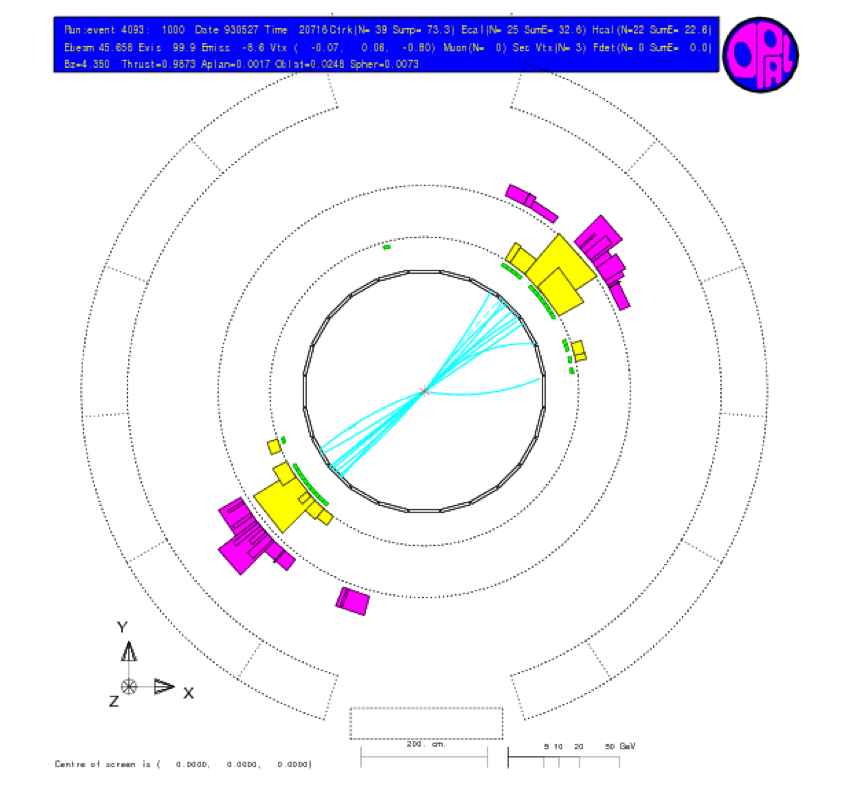 Run:event 4093: 1000 Date 930527 Time 20716 Ctrk(N= 39 Sump= 73.3) Ecal(N= 25 SumE= 32.6) Hcal(N=22 SumE= 22.6)
Ebeam 45.658 Evis 99.9 Emiss -8.6 Vtx ( -0.07, 0.06, -0.80) Muon(N= 0) Sec Vtx(N= 3) Fdet(N= 0 SumE= 0.0)
Bz=4.350 Thrust=0.9873 Aplan=0.0017 Oblat=0.0248 Spher=0.0073
OPAL
Y
X
Z
200. cm.
5 10 20 50 GeV
Centre of screen is ( 0.0000, 0.0000, 0.0000)